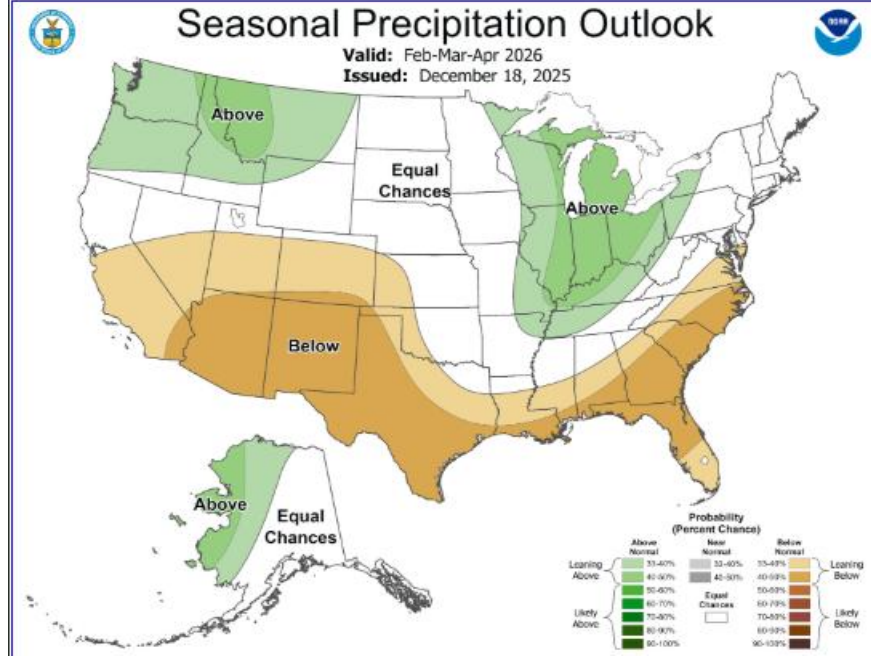 Seasonal Precipitation Outlook
Valid: Feb-Mar-Apr 2026
Issued: December 18, 2025
NOAA
Above
Equal
Chances
Above
Below
Above
Equal
Chances
Probability
(Percent Chance)
Above
Normal
Near
Normal
Below
Normal
Leaning
Above
33-40%
33-40%
33-40%
Leaning
Below
40-50%
40-50%
40-50%
50-60%
50-60%
Likely
Above
60-70%
Equal
Chances
60-70%
Likely
Below
70-80%
70-80%
80-90%
80-90%
90-100%
90-100%